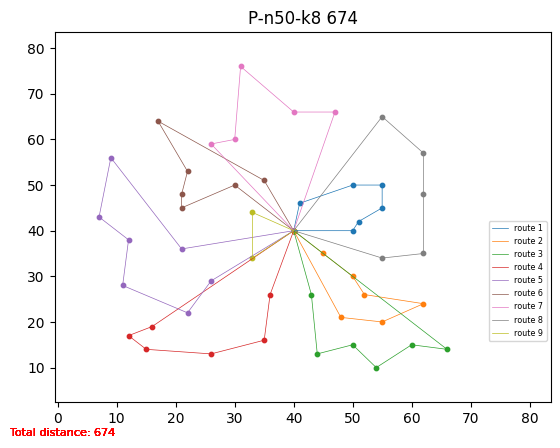 P-n50-k8 674
80
70
60
50
40
30
20
10
0 10 20 30 40 50 60 70 80
route 1
route 2
route 3
route 4
route 5
route 6
route 7
route 8
route 9
Total distance: 674